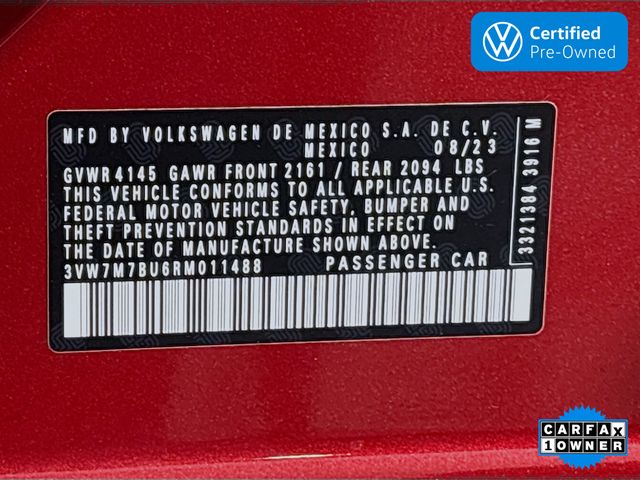 Certified
Pre-Owned
MFD BY VOLKSWAGEN DE MEXICO S.A. DE C.V.
MEXICO 08/23
GVWR 4145 GAWR FRONT 2161 / REAR 2094 LBS
THIS VEHICLE CONFORMS TO ALL APPLICABLE U.S.
FEDERAL MOTOR VEHICLE SAFETY, BUMPER AND
THEFT PREVENTION STANDARDS IN EFFECT ON
THE DATE OF MANUFACTURE SHOWN ABOVE.
3VW7M7BU6RM011488 PASSENGER CAR
3321384 3916 M
CARFAX
1 OWNER